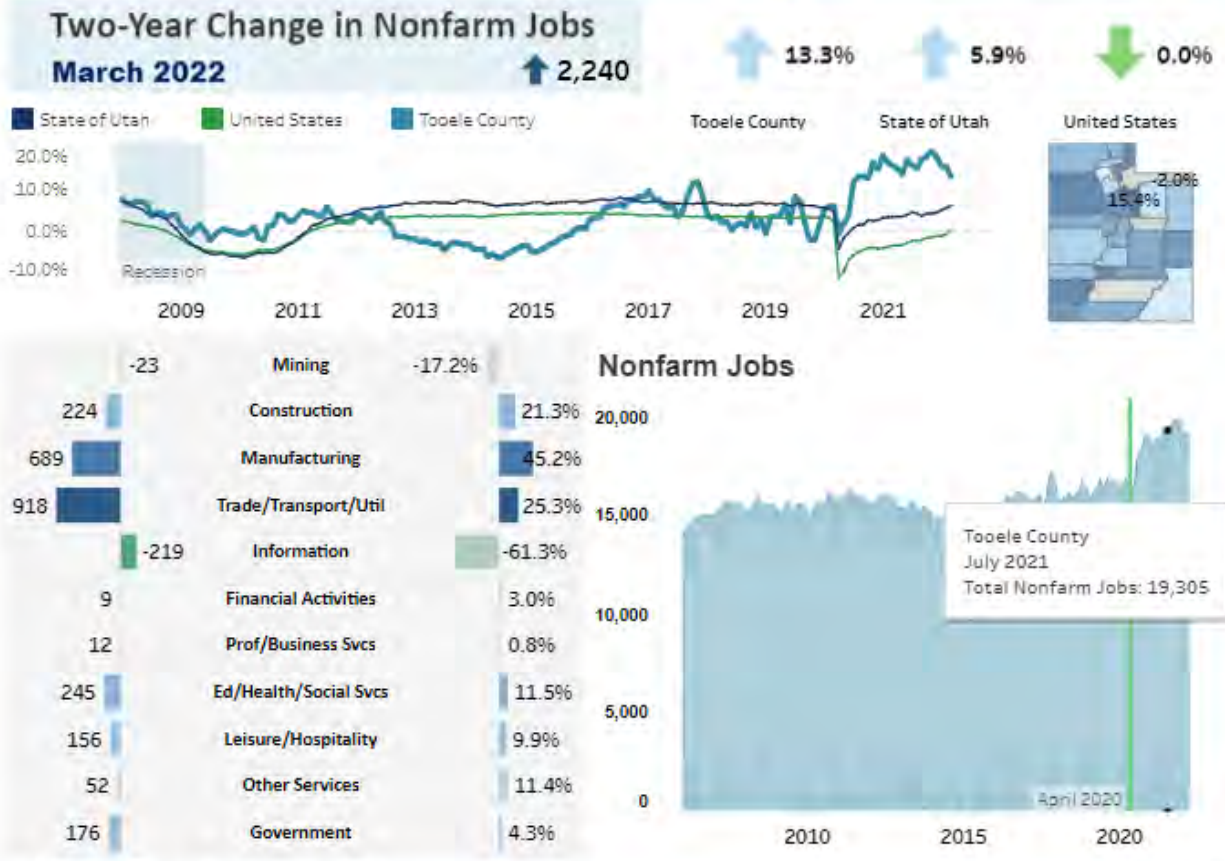 Two-Year Change in Nonfarm Jobs
March 2022
2,240
13.3%
5.9%
0.0%
State of Utah
United States
Tooele County
Tooele County
State of Utah
United States
20.0%
10.0%
0.0%
-10.0%
Recession
2009
2011
2013
2015
2017
2019
2021
-2.0%
15.4%
-23 Mining -17.2%
224 Construction 21.3%
689 Manufacturing 45.2%
918 Trade/Transport/Util 25.3%
-219 Information -61.3%
9 Financial Activities 3.0%
12 Prof/Business Svcs 0.8%
245 Ed/Health/Social Svcs 11.5%
156 Leisure/Hospitality 9.9%
52 Other Services 11.4%
176 Government 4.3%
Nonfarm Jobs
20,000
15,000
10,000
5,000
0
Tooele County
July 2021
Total Nonfarm Jobs: 19,305
April 2020
2010
2015
2020